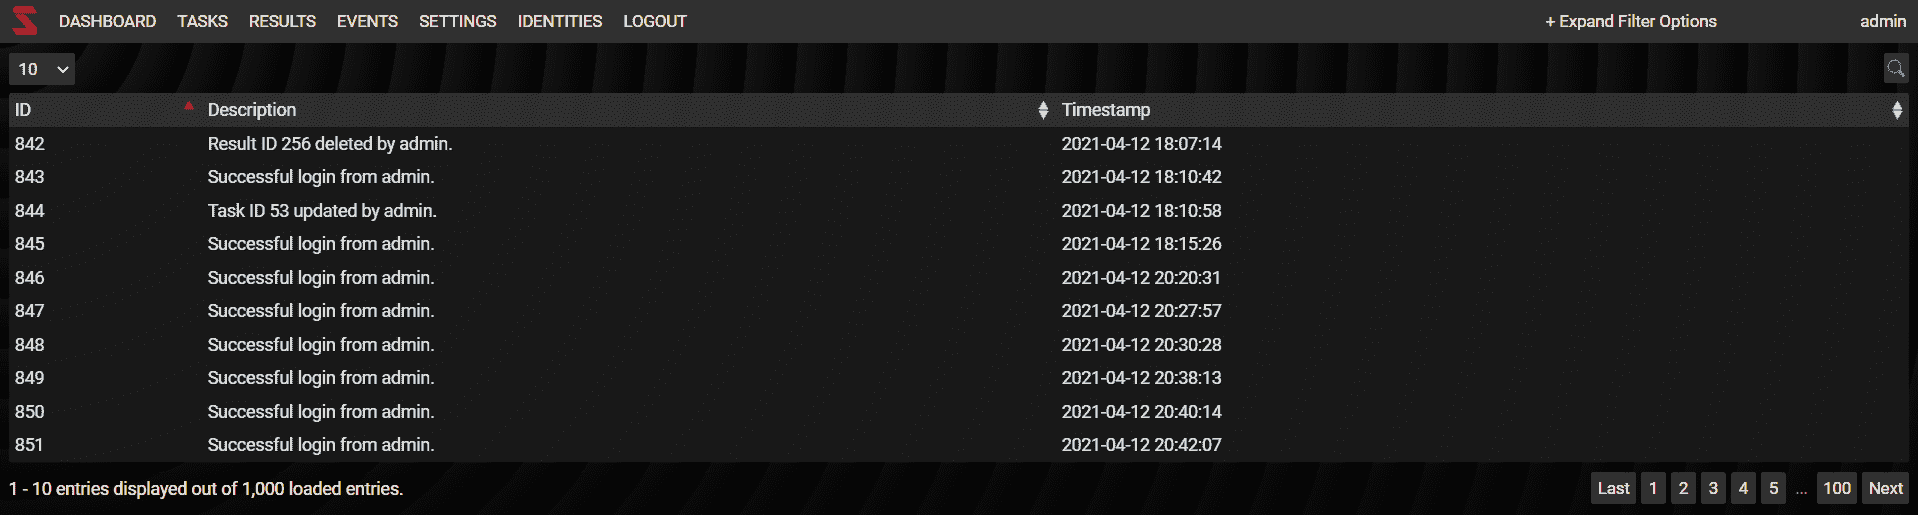 DASHBOARD TASKS RESULTS EVENTS SETTINGS IDENTITIES LOGOUT + Expand Filter Options admin
10
ID Description Timestamp
842 Result ID 256 deleted by admin. 2021-04-12 18:07:14
843 Successful login from admin. 2021-04-12 18:10:42
844 Task ID 53 updated by admin. 2021-04-12 18:10:58
845 Successful login from admin. 2021-04-12 18:15:26
846 Successful login from admin. 2021-04-12 20:20:31
847 Successful login from admin. 2021-04-12 20:27:57
848 Successful login from admin. 2021-04-12 20:30:28
849 Successful login from admin. 2021-04-12 20:38:13
850 Successful login from admin. 2021-04-12 20:40:14
851 Successful login from admin. 2021-04-12 20:42:07
1 - 10 entries displayed out of 1,000 loaded entries. Last 1 2 3 4 5 ... 100 Next